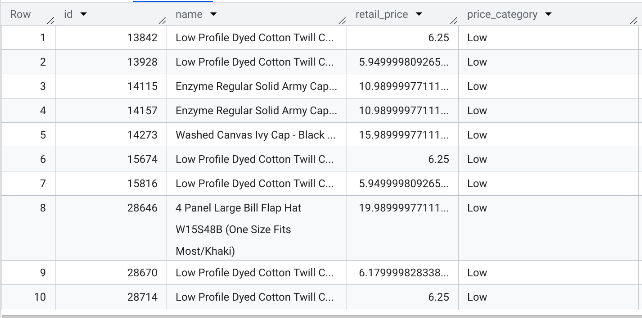 Row id name retail_price price_category
1 13842 Low Profile Dyed Cotton Twill C... 6.25 Low
2 13928 Low Profile Dyed Cotton Twill C... 5.949999809265... Low
3 14115 Enzyme Regular Solid Army Cap... 10.98999977111... Low
4 14157 Enzyme Regular Solid Army Cap... 10.98999977111... Low
5 14273 Washed Canvas Ivy Cap - Black ... 15.98999977111... Low
6 15674 Low Profile Dyed Cotton Twill C... 6.25 Low
7 15816 Low Profile Dyed Cotton Twill C... 5.949999809265... Low
8 28646 4 Panel Large Bill Flap Hat 19.98999977111... Low
W15S48B (One Size Fits
Most/Khaki)
9 28670 Low Profile Dyed Cotton Twill C... 6.179999828338... Low
10 28714 Low Profile Dyed Cotton Twill C... 6.25 Low